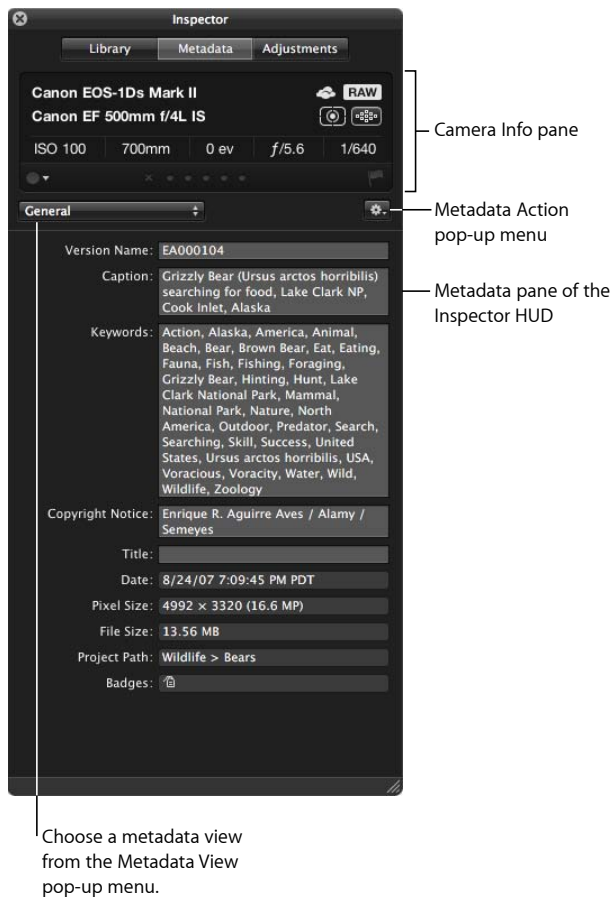 Inspector
Library Metadata Adjustments
Canon EOS-1Ds Mark II RAW
Canon EF 500mm f/4L IS
ISO 100 700mm 0 ev ƒ/5.6 1/640
General
Version Name: EA000104
Caption: Grizzly Bear (Ursus arctos horribilis)
searching for food, Lake Clark NP,
Cook Inlet, Alaska
Keywords: Action, Alaska, America, Animal,
Beach, Bear, Brown Bear, Eat, Eating,
Fauna, Fish, Fishing, Foraging,
Grizzly Bear, Hinting, Hunt, Lake
Clark National Park, Mammal,
National Park, Nature, North
America, Outdoor, Predator, Search,
Searching, Skill, Success, United
States, Ursus arctos horribilis, USA,
Voracious, Voracity, Water, Wild,
Wildlife, Zoology
Copyright Notice: Enrique R. Aguirre Aves / Alamy /
Semeyes
Title:
Date: 8/24/07 7:09:45 PM PDT
Pixel Size: 4992 × 3320 (16.6 MP)
File Size: 13.56 MB
Project Path: Wildlife > Bears
Badges:
Camera Info pane
Metadata Action
pop-up menu
Metadata pane of the
Inspector HUD
Choose a metadata view
from the Metadata View
pop-up menu.